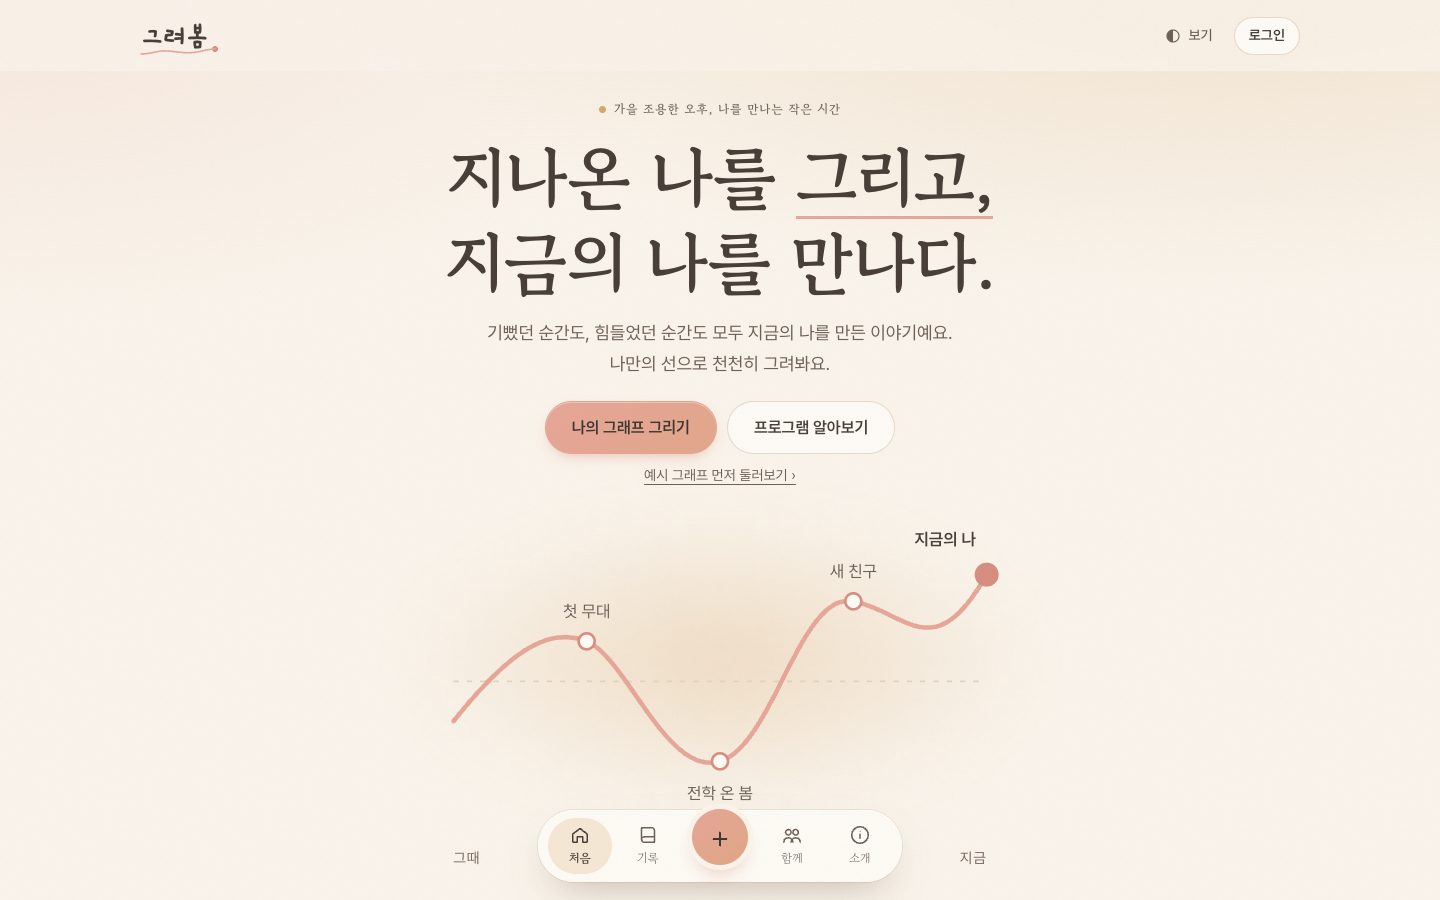 그려봄
보기
로그인
가을 조용한 오후, 나를 만나는 작은 시간
지나온 나를 그리고,
지금의 나를 만나다.
기뻤던 순간도, 힘들었던 순간도 모두 지금의 나를 만든 이야기예요.
나만의 선으로 천천히 그려봐요.
나의 그래프 그리기
프로그램 알아보기
예시 그래프 먼저 둘러보기 ›
지금의 나
새 친구
첫 무대
전학 온 봄
그때
지금
처음
기록
+
함께
소개